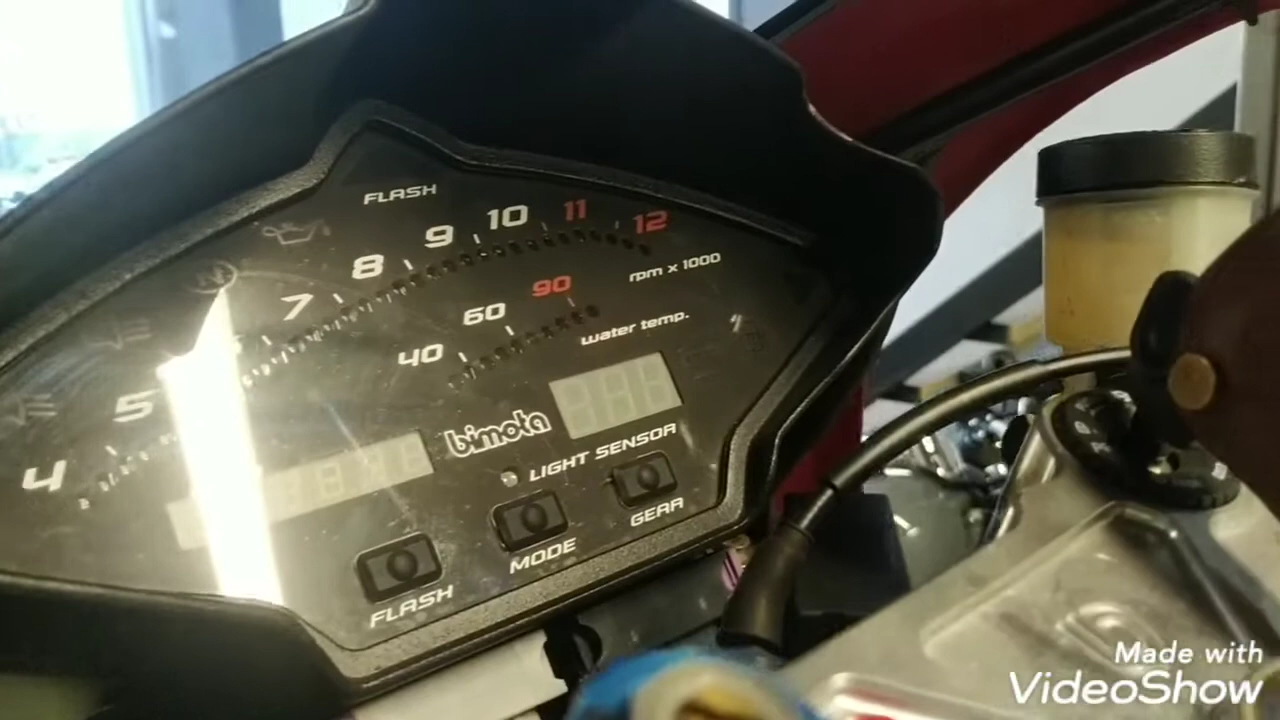 FLASH
4 5 7 8 9 10 11 12
rpm x 1000
40 60 90
water temp.
bimota
LIGHT SENSOR
FLASH
MODE
GEAR
Made with
VideoShow